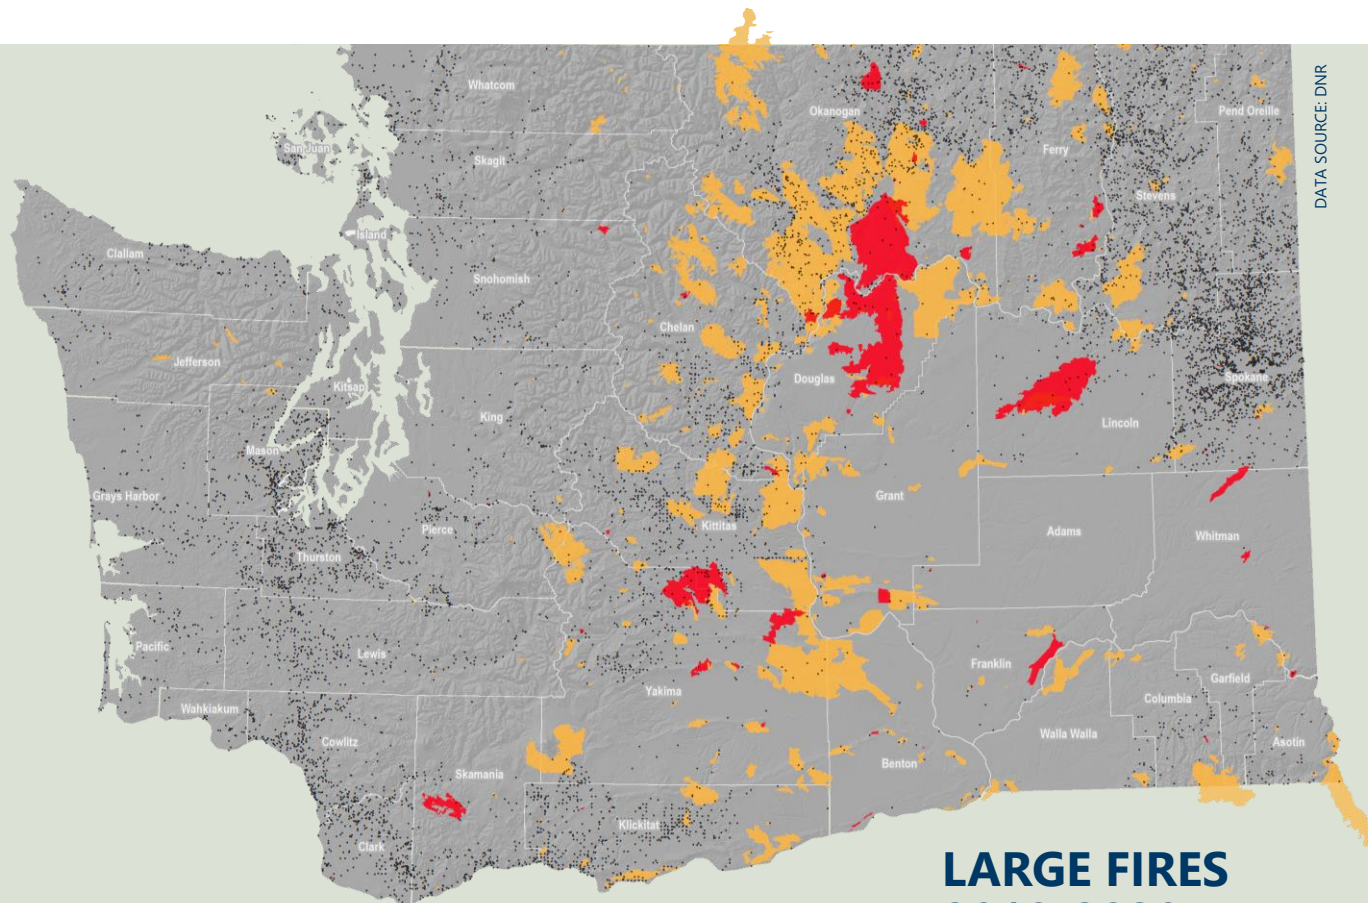 DATA SOURCE: DNR
Whatcom
Okanogan
Pend Oreille
San Juan
Skagit
Ferry
Stevens
Island
Clallam
Snohomish
Chelan
Jefferson
Kitsap
Douglas
Spokane
King
Lincoln
Mason
Grays Harbor
Grant
Pierce
Kittitas
Adams
Whitman
Thurston
Pacific
Lewis
Franklin
Yakima
Garfield
Columbia
Wahkiakum
Cowlitz
Walla Walla
Asotin
Skamania
Benton
Klickitat
Clark
LARGE FIRES